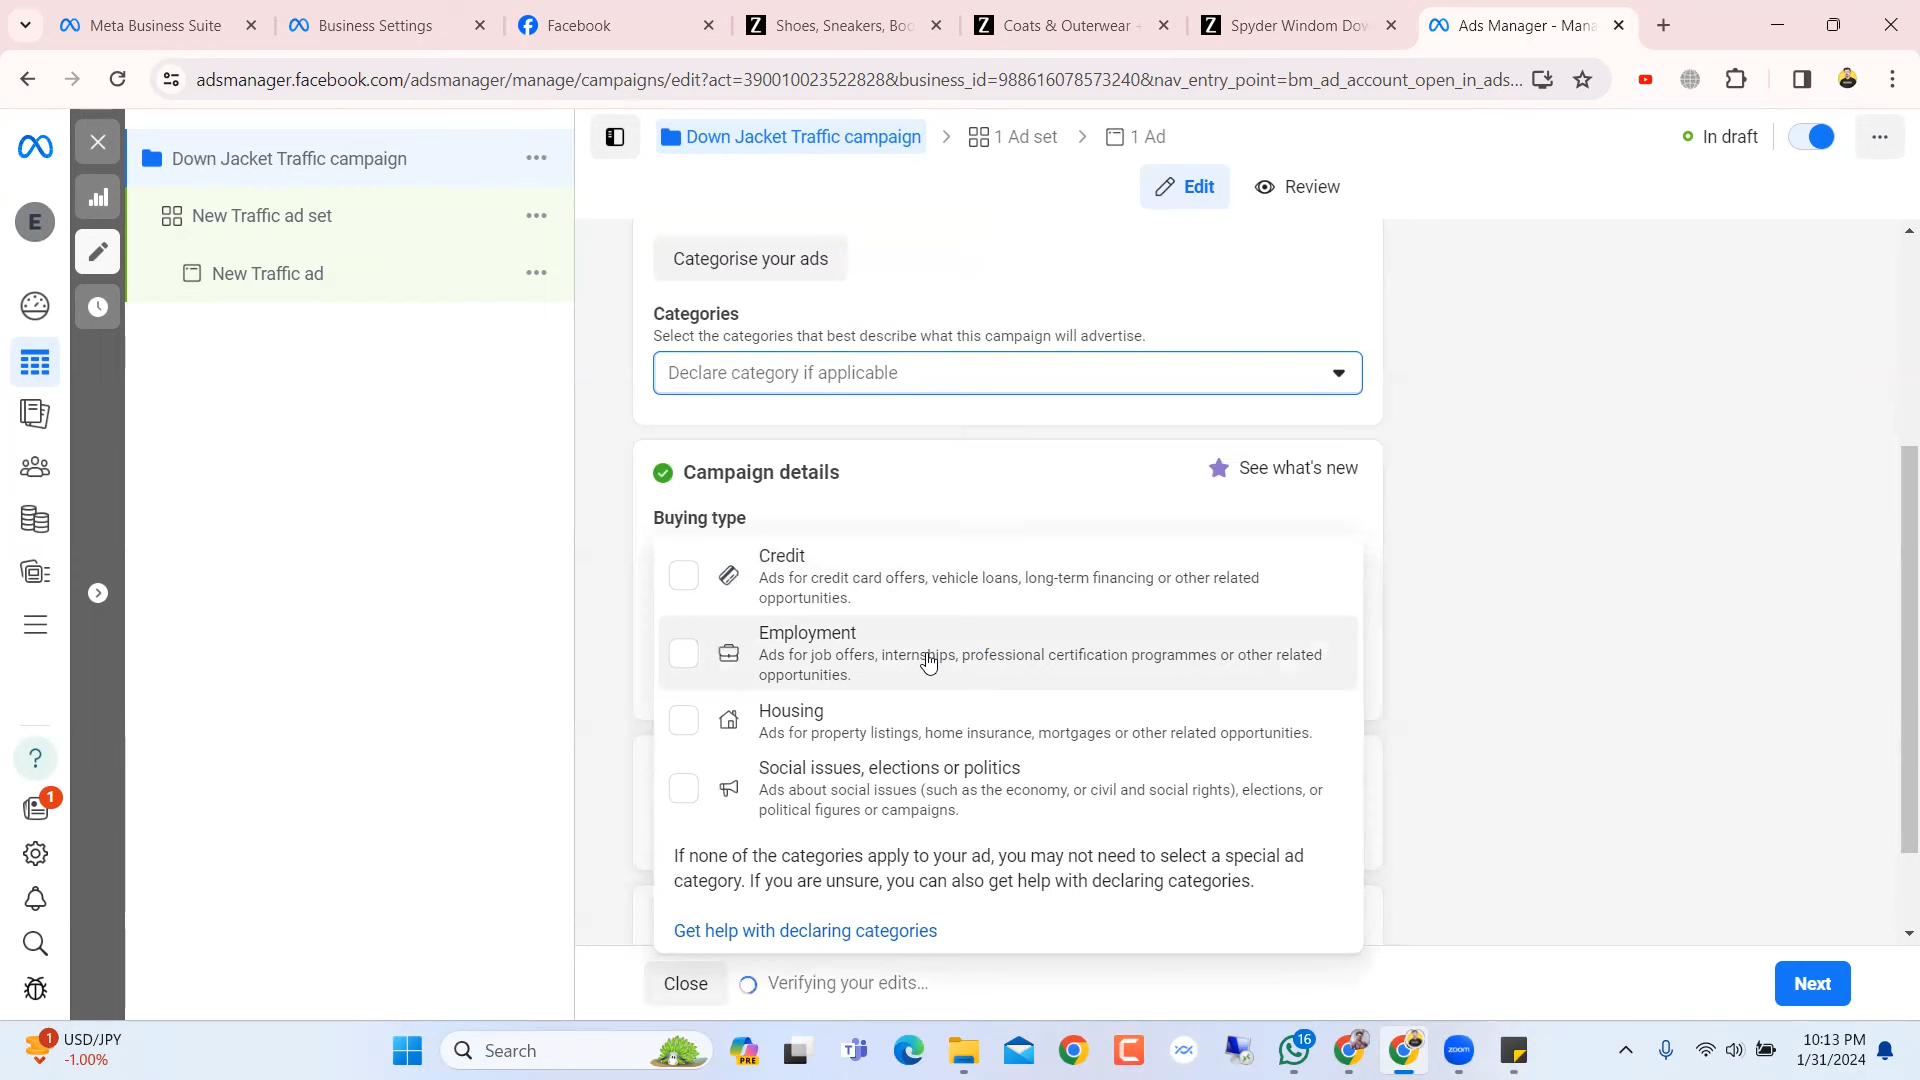 Meta Business Suite
Business Settings
Facebook
Shoes, Sneakers, Boo
Coats & Outerwear +
Spyder Windom Dow
Ads Manager - Mana
adsmanager.facebook.com/adsmanager/manage/campaigns/edit?act=390010023522828&business_id=988616078573240&nav_entry_point=bm_ad_account_open_in_ads...
Down Jacket Traffic campaign
New Traffic ad set
New Traffic ad
E
?
1
Down Jacket Traffic campaign
1 Ad set
1 Ad
In draft
Edit
Review
Categorise your ads
Categories
Select the categories that best describe what this campaign will advertise.
Declare category if applicable
Campaign details
See what's new
Buying type
Credit
Ads for credit card offers, vehicle loans, long-term financing or other related
opportunities.
Employment
Ads for job offers, internships, professional certification programmes or other related
opportunities.
Housing
Ads for property listings, home insurance, mortgages or other related opportunities.
Social issues, elections or politics
Ads about social issues (such as the economy, or civil and social rights), elections, or
political figures or campaigns.
If none of the categories apply to your ad, you may not need to select a special ad
category. If you are unsure, you can also get help with declaring categories.
Get help with declaring categories
Close
Verifying your edits...
Next
1
USD/JPY
-1.00%
Search
PRE
16
zoom
10:13 PM
1/31/2024